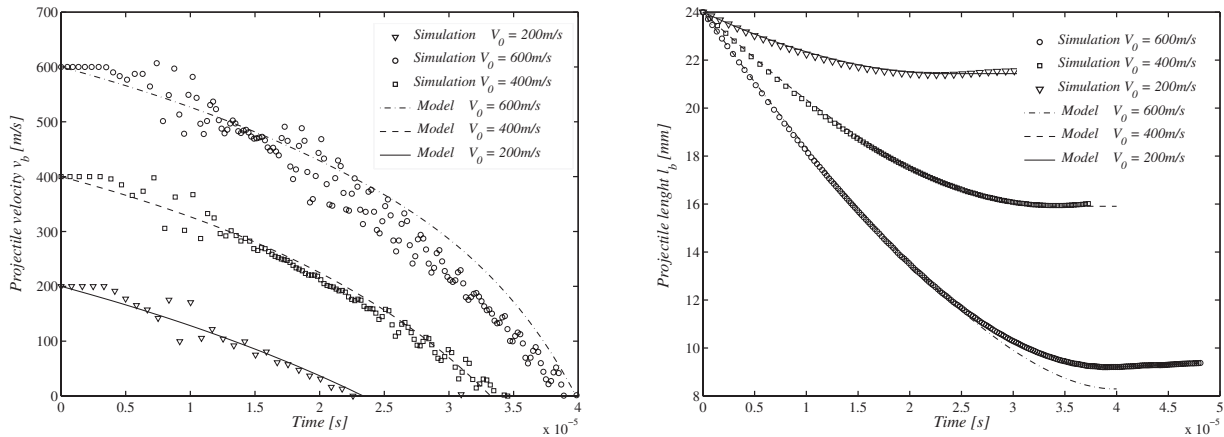 700
600
500
400
300
200
100
0
Projectile velocity v_b [m/s]
Simulation V_0 = 200m/s
Simulation V_0 = 600m/s
Simulation V_0 = 400m/s
Model V_0 = 600m/s
Model V_0 = 400m/s
Model V_0 = 200m/s
0 0.5 1 1.5 2 2.5 3 3.5 4
Time [s]
x 10^-5
24
22
20
18
16
14
12
10
8
Projectile lenght l_b [mm]
Simulation V_0 = 600m/s
Simulation V_0 = 400m/s
Simulation V_0 = 200m/s
Model V_0 = 600m/s
Model V_0 = 400m/s
Model V_0 = 200m/s
0 0.5 1 1.5 2 2.5 3 3.5 4 4.5 5
Time [s]
x 10^-5